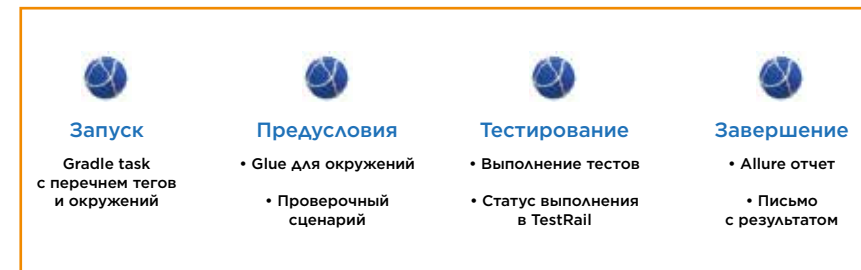 Запуск
Gradle task
с перечнем тегов
и окружений
Предусловия
• Glue для окружений
• Проверочный
сценарий
Тестирование
• Выполнение тестов
• Статус выполнения
в TestRail
Завершение
• Allure отчет
• Письмо
с результатом